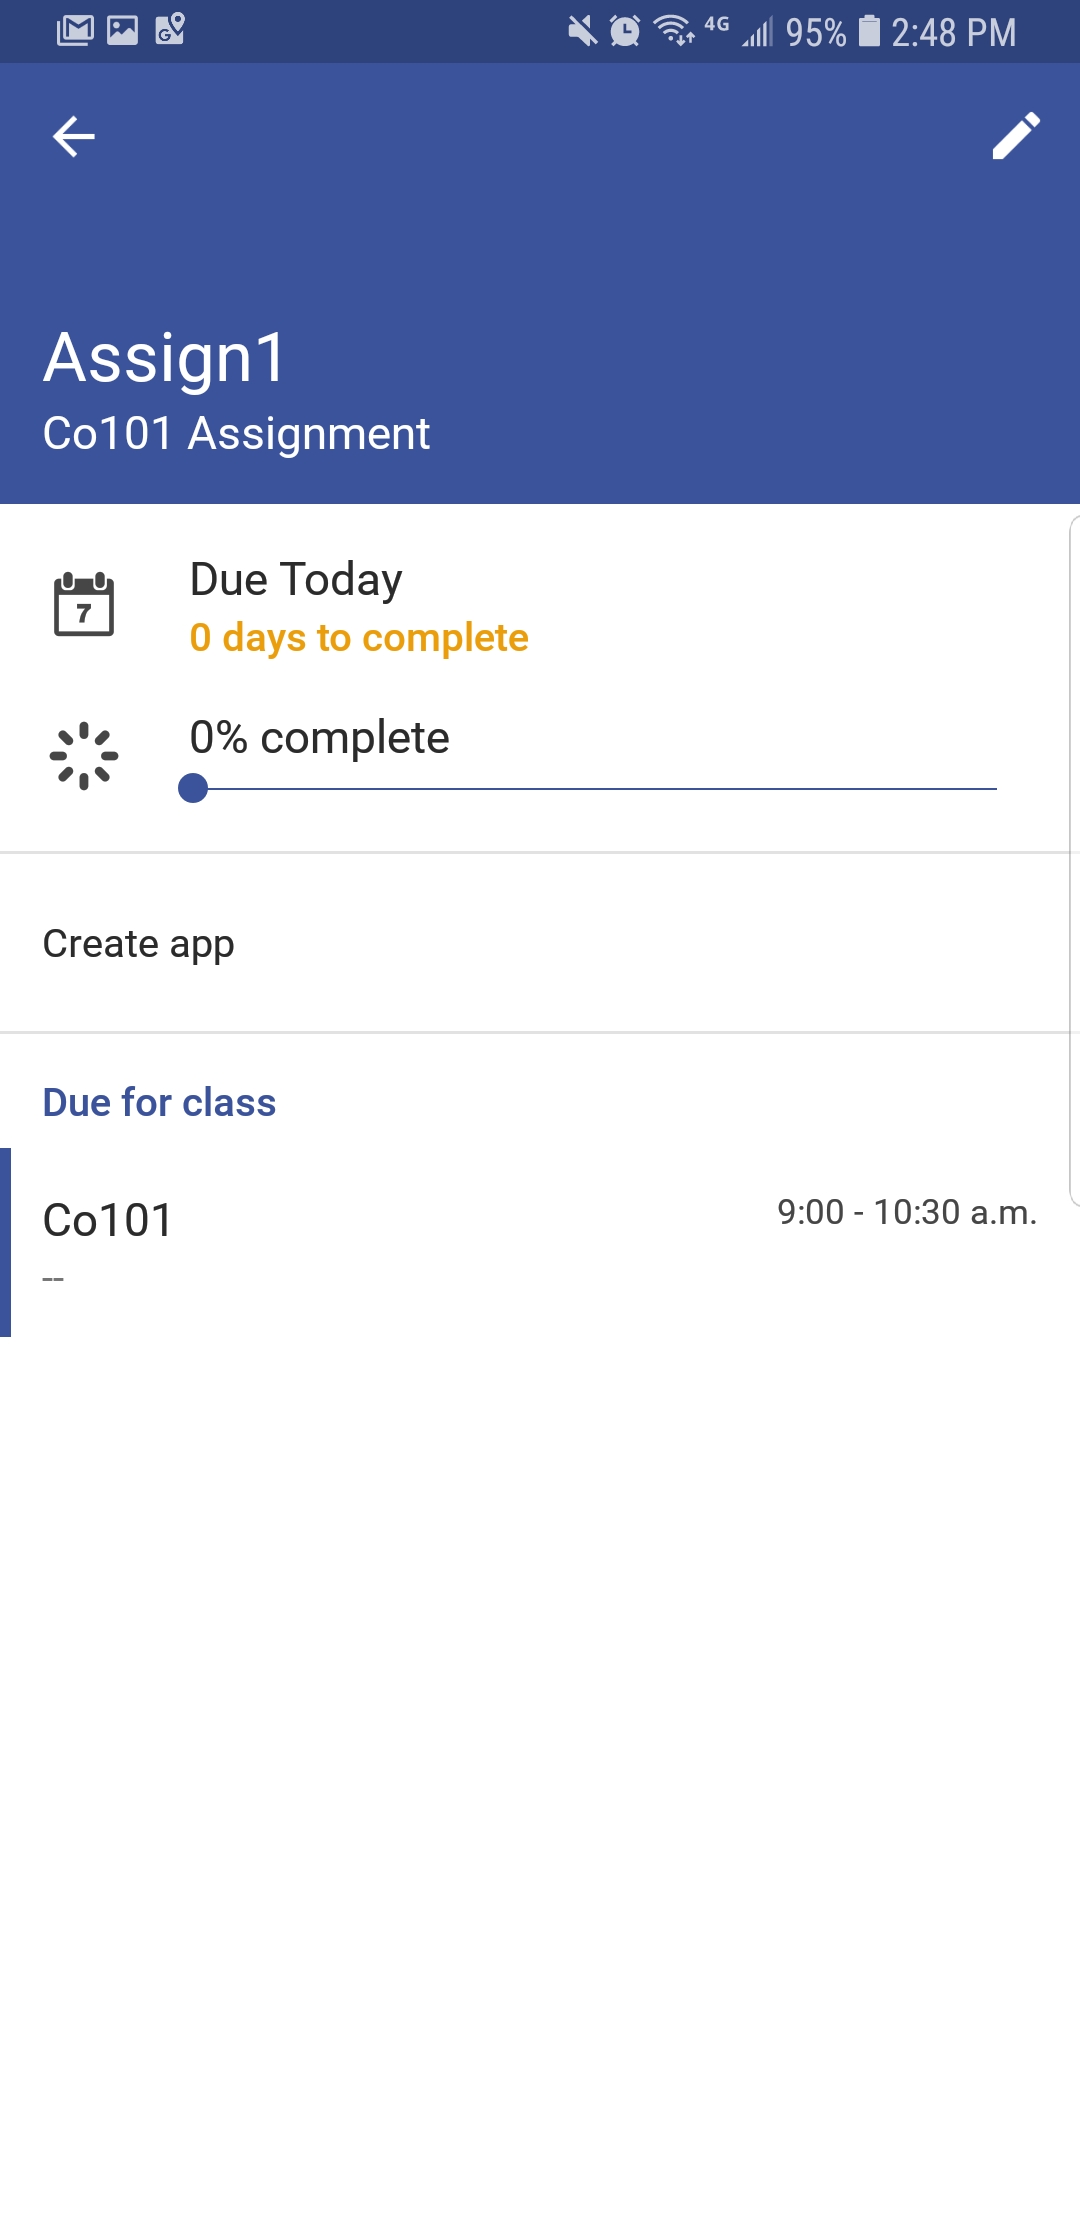 4G 95% 2:48 PM
Assign1
Co101 Assignment
7
Due Today
0 days to complete
0% complete
Create app
Due for class
Co101
9:00 - 10:30 a.m.
--